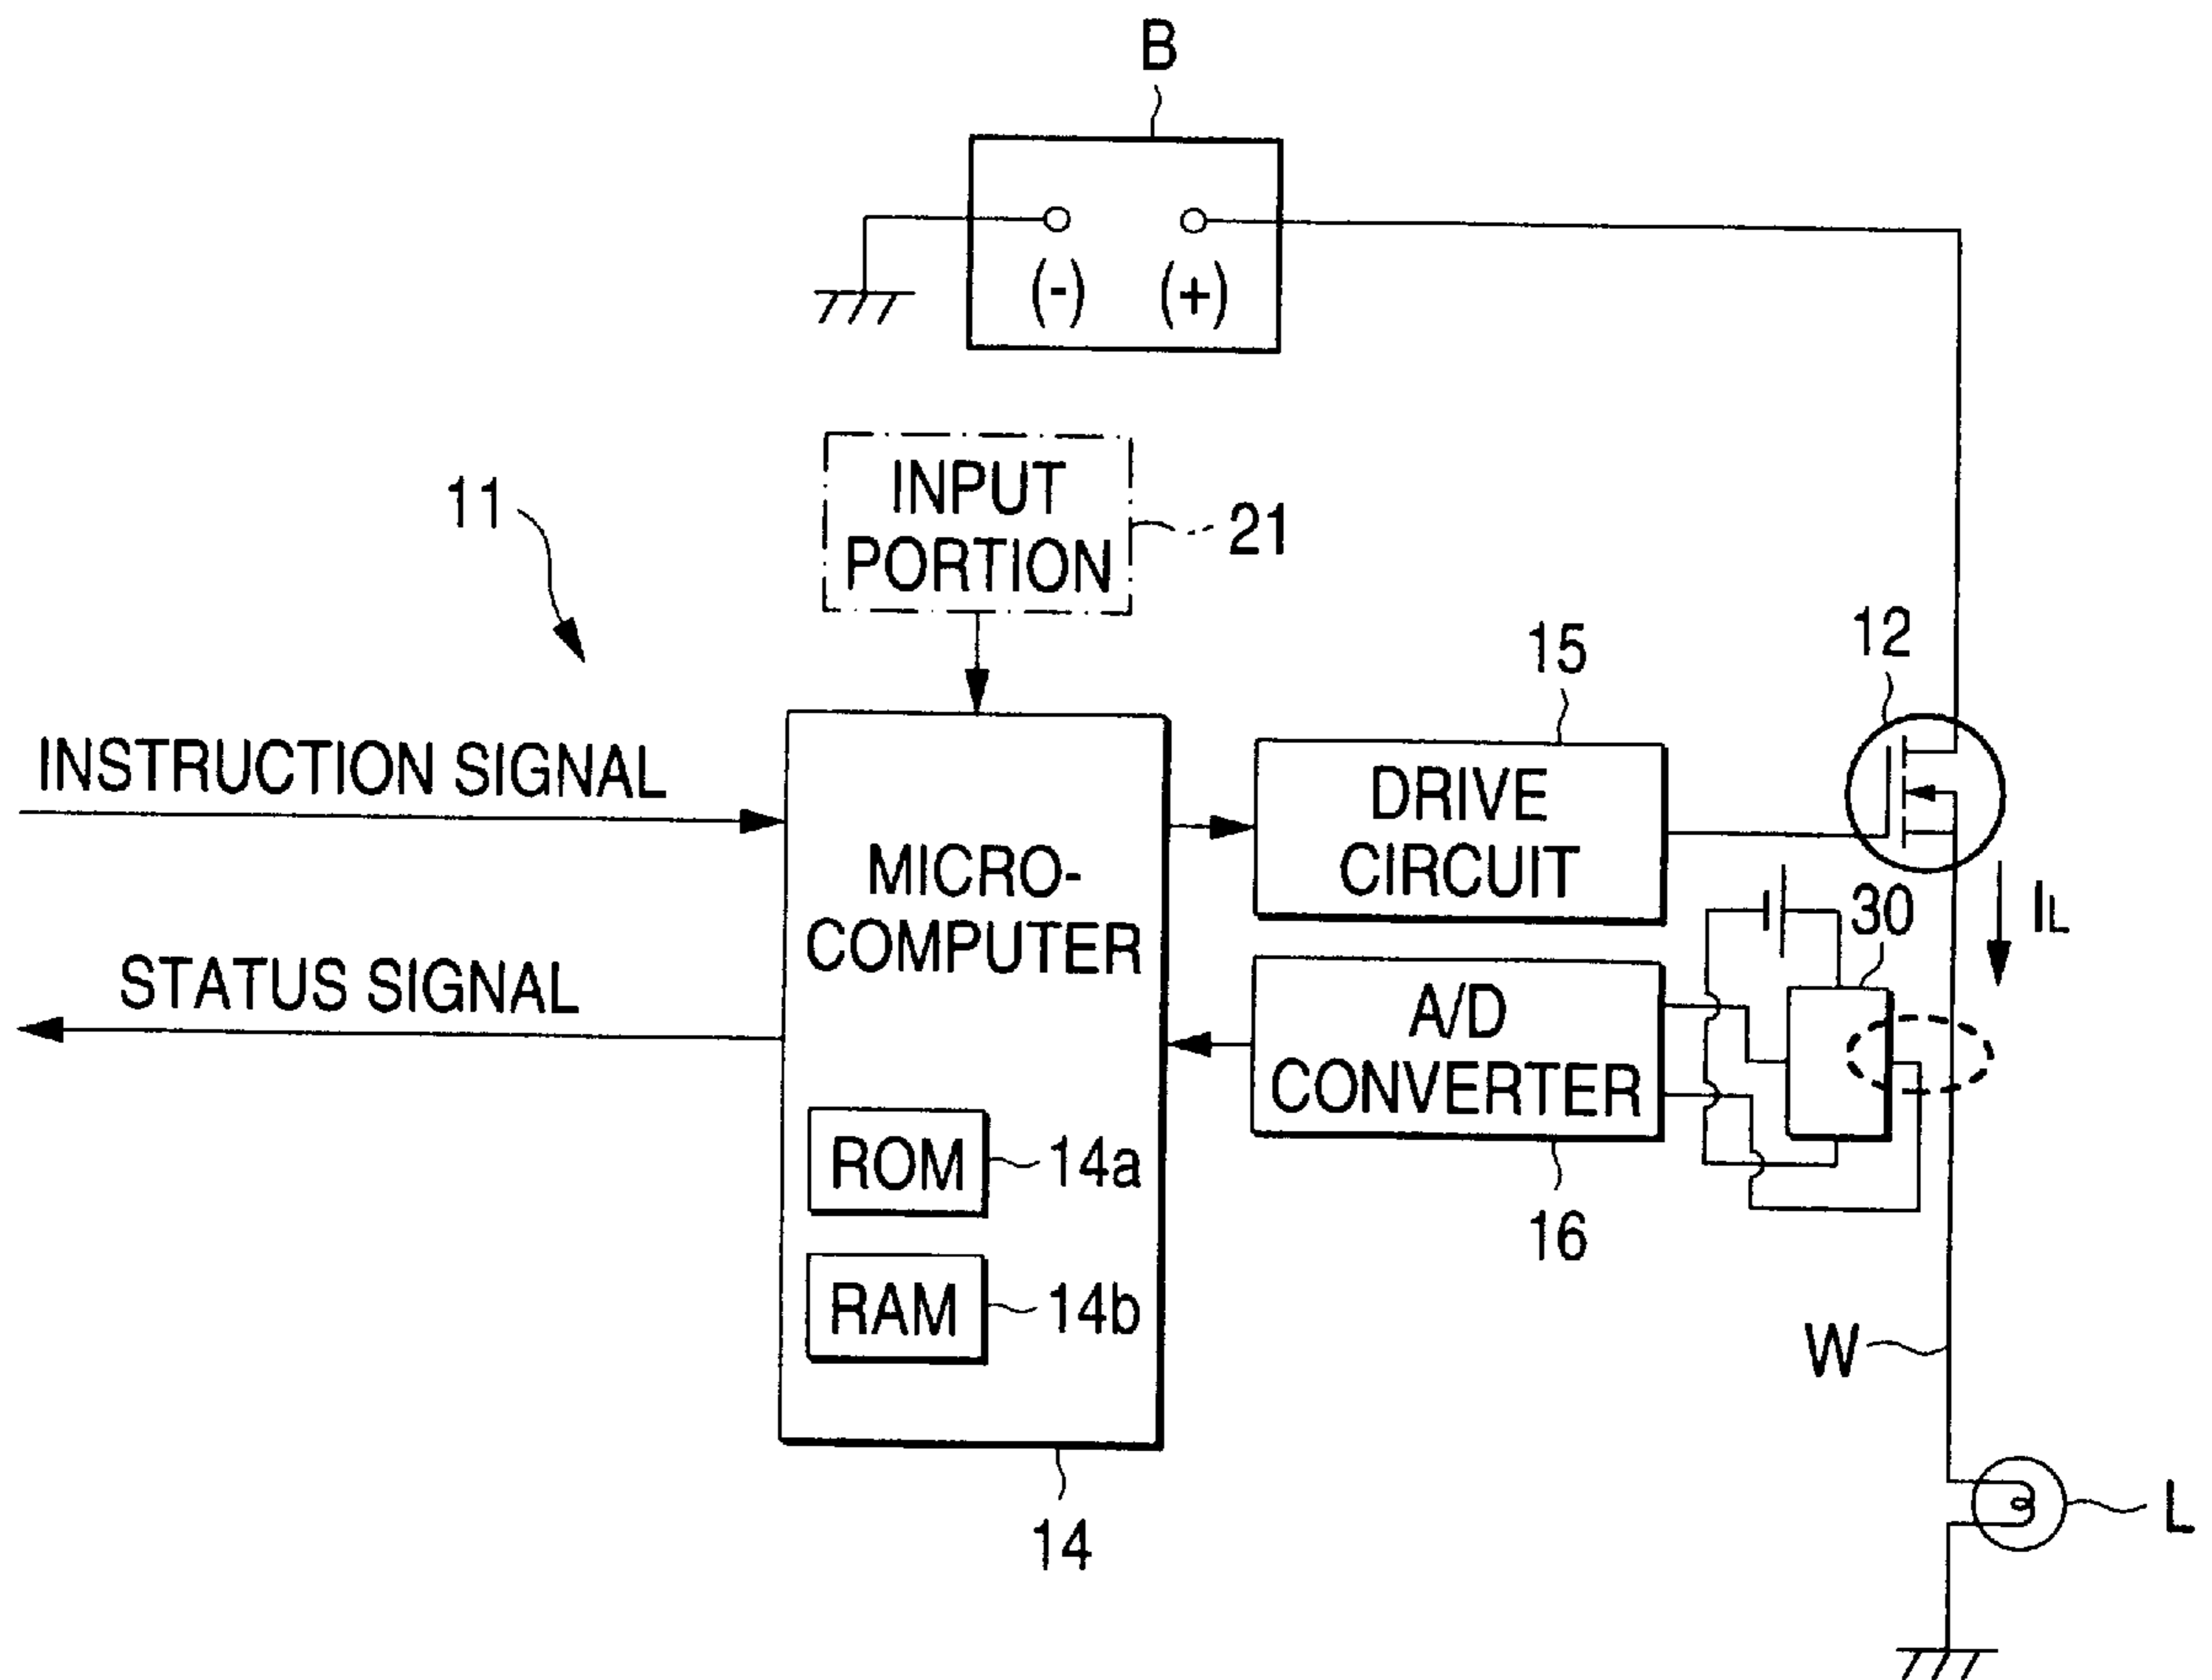 B
(-) (+)
INPUT
PORTION
21
11
12
15
INSTRUCTION SIGNAL
DRIVE
CIRCUIT
MICRO-
COMPUTER
30
IL
STATUS SIGNAL
A/D
CONVERTER
ROM
14a
16
RAM
14b
W
14
L